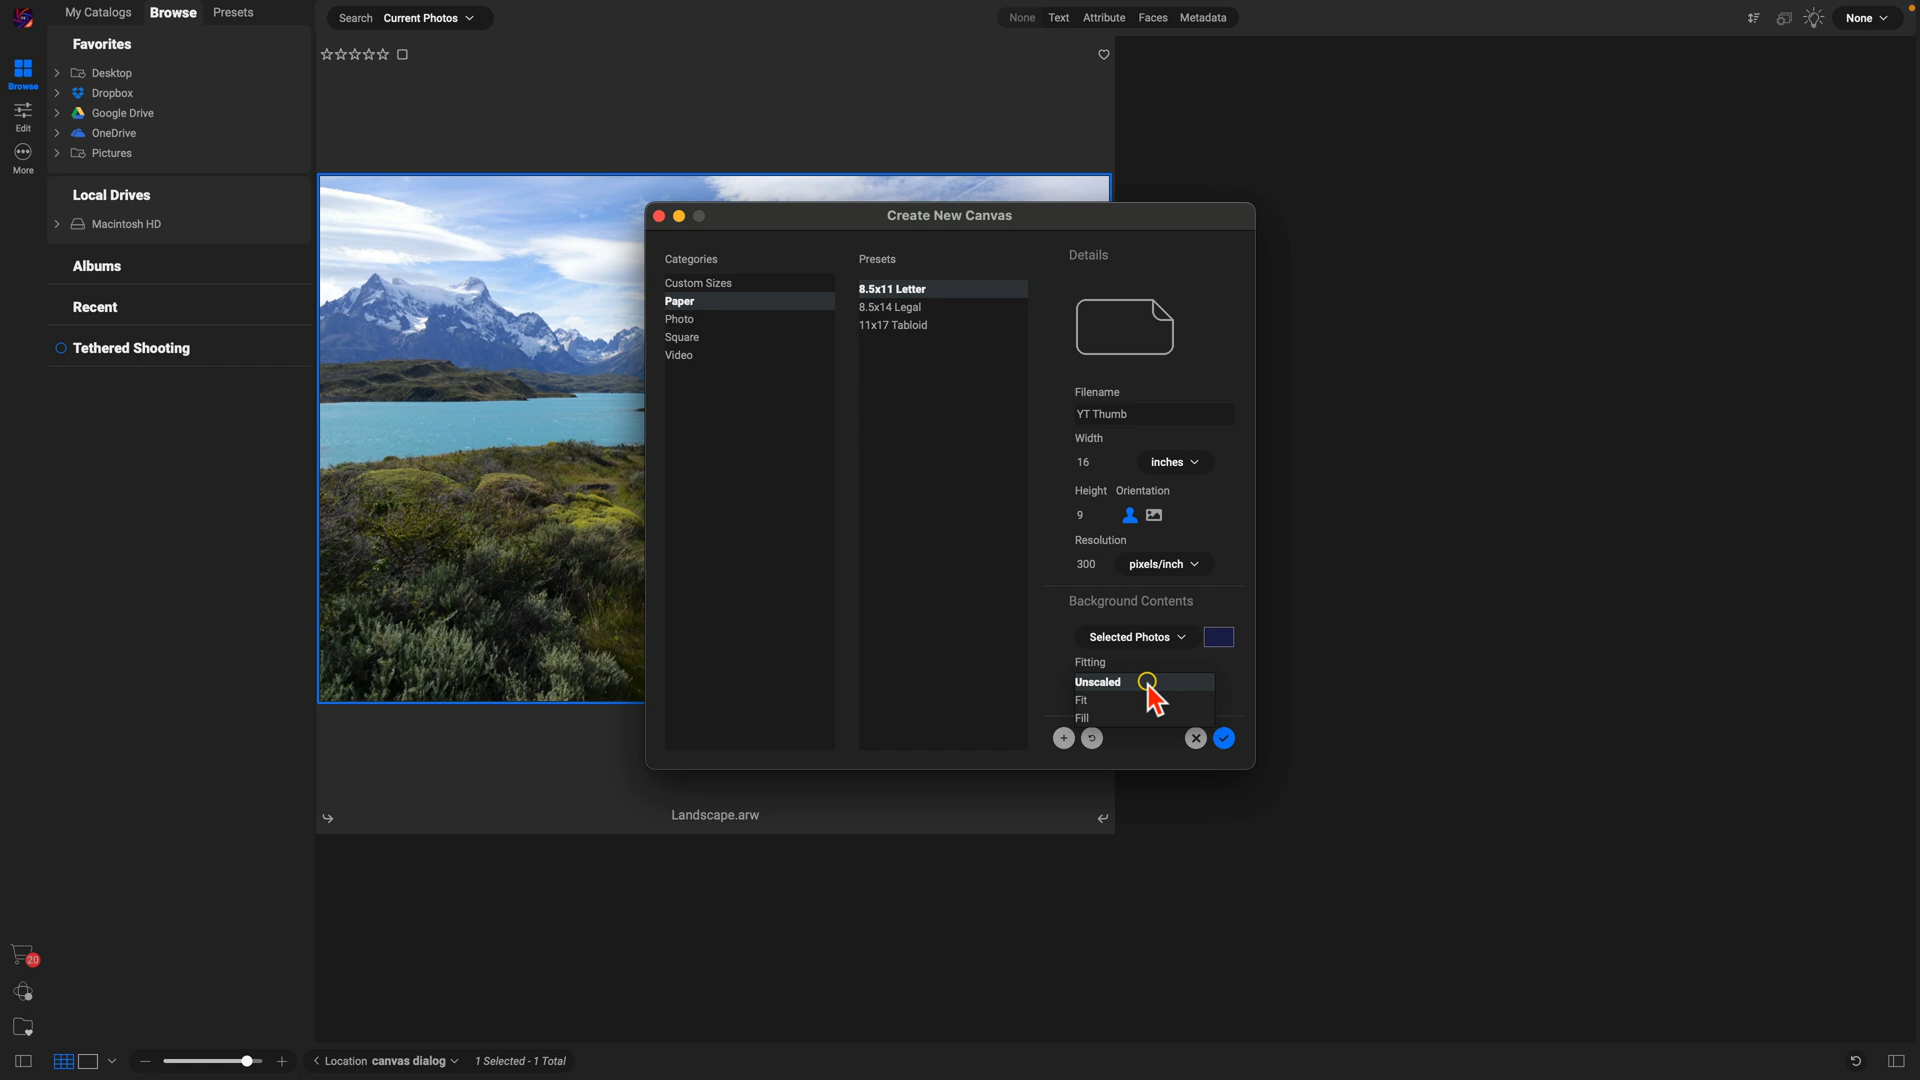 My Catalogs Browse Presets
Search Current Photos
None Text Attribute Faces Metadata
None
Favorites
Browse
Desktop
Dropbox
Google Drive
OneDrive
Pictures
Edit
More
Local Drives
Macintosh HD
Albums
Recent
Tethered Shooting
Create New Canvas
Categories
Custom Sizes
Paper
Photo
Square
Video
Presets
8.5x11 Letter
8.5x14 Legal
11x17 Tabloid
Details
Filename
YT Thumb
Width
16 inches
Height Orientation
9
Resolution
300 pixels/inch
Background Contents
Selected Photos
Fitting
Unscaled
Fit
Fill
Landscape.arw
20
Location canvas dialog 1 Selected - 1 Total